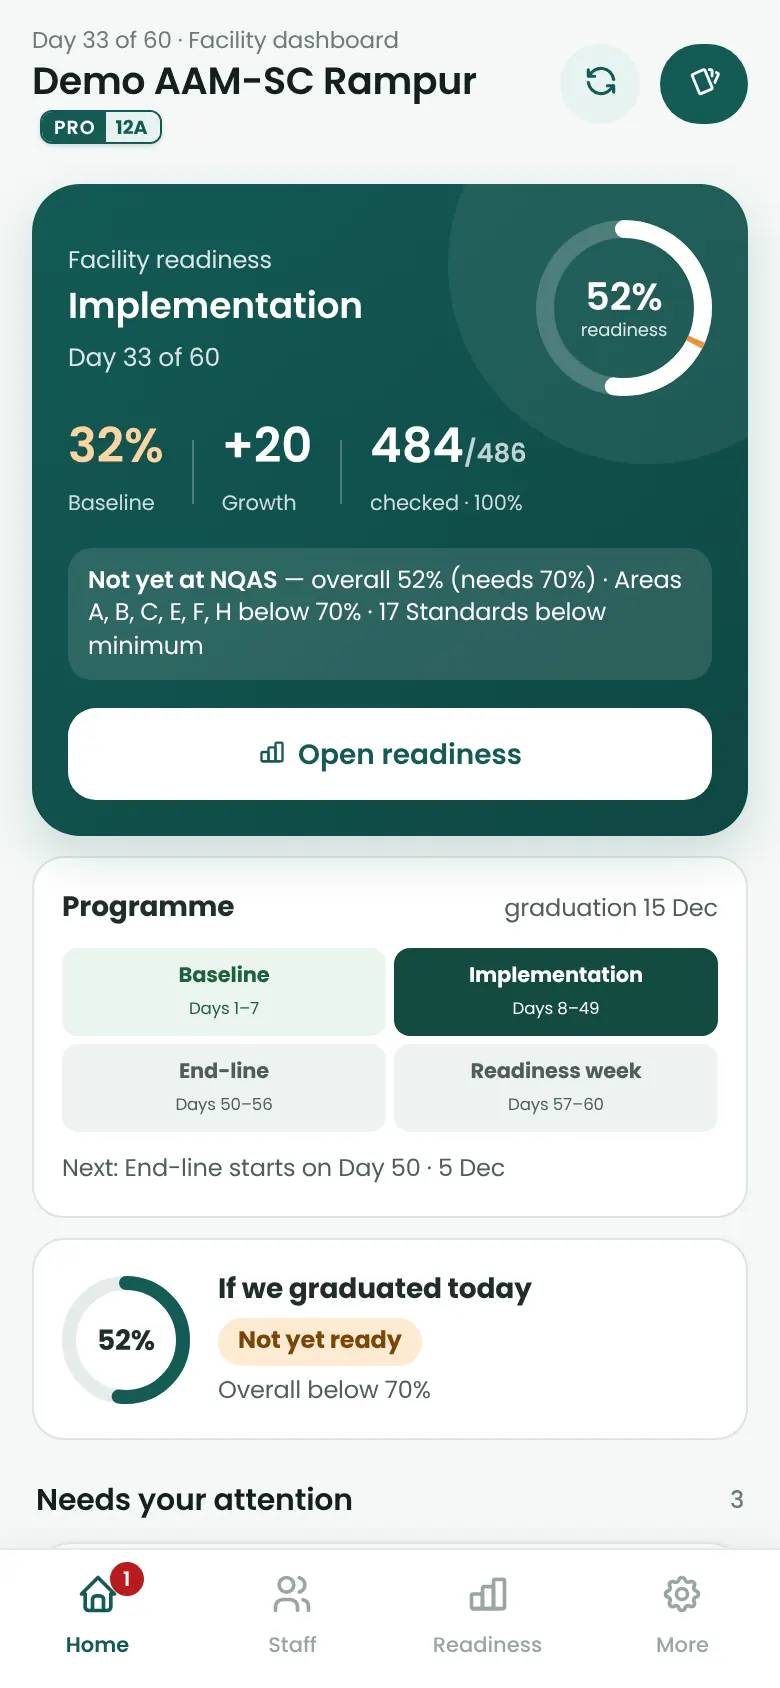 Day 33 of 60 · Facility dashboard
Demo AAM-SC Rampur
PRO 12A
Facility readiness
Implementation
Day 33 of 60
52%
readiness
32%
Baseline
+20
Growth
484/486
checked · 100%
Not yet at NQAS — overall 52% (needs 70%) · Areas
A, B, C, E, F, H below 70% · 17 Standards below
minimum
Open readiness
Programme
graduation 15 Dec
Baseline
Days 1–7
Implementation
Days 8–49
End-line
Days 50–56
Readiness week
Days 57–60
Next: End-line starts on Day 50 · 5 Dec
52%
If we graduated today
Not yet ready
Overall below 70%
Needs your attention
3
1
Home
Staff
Readiness
More